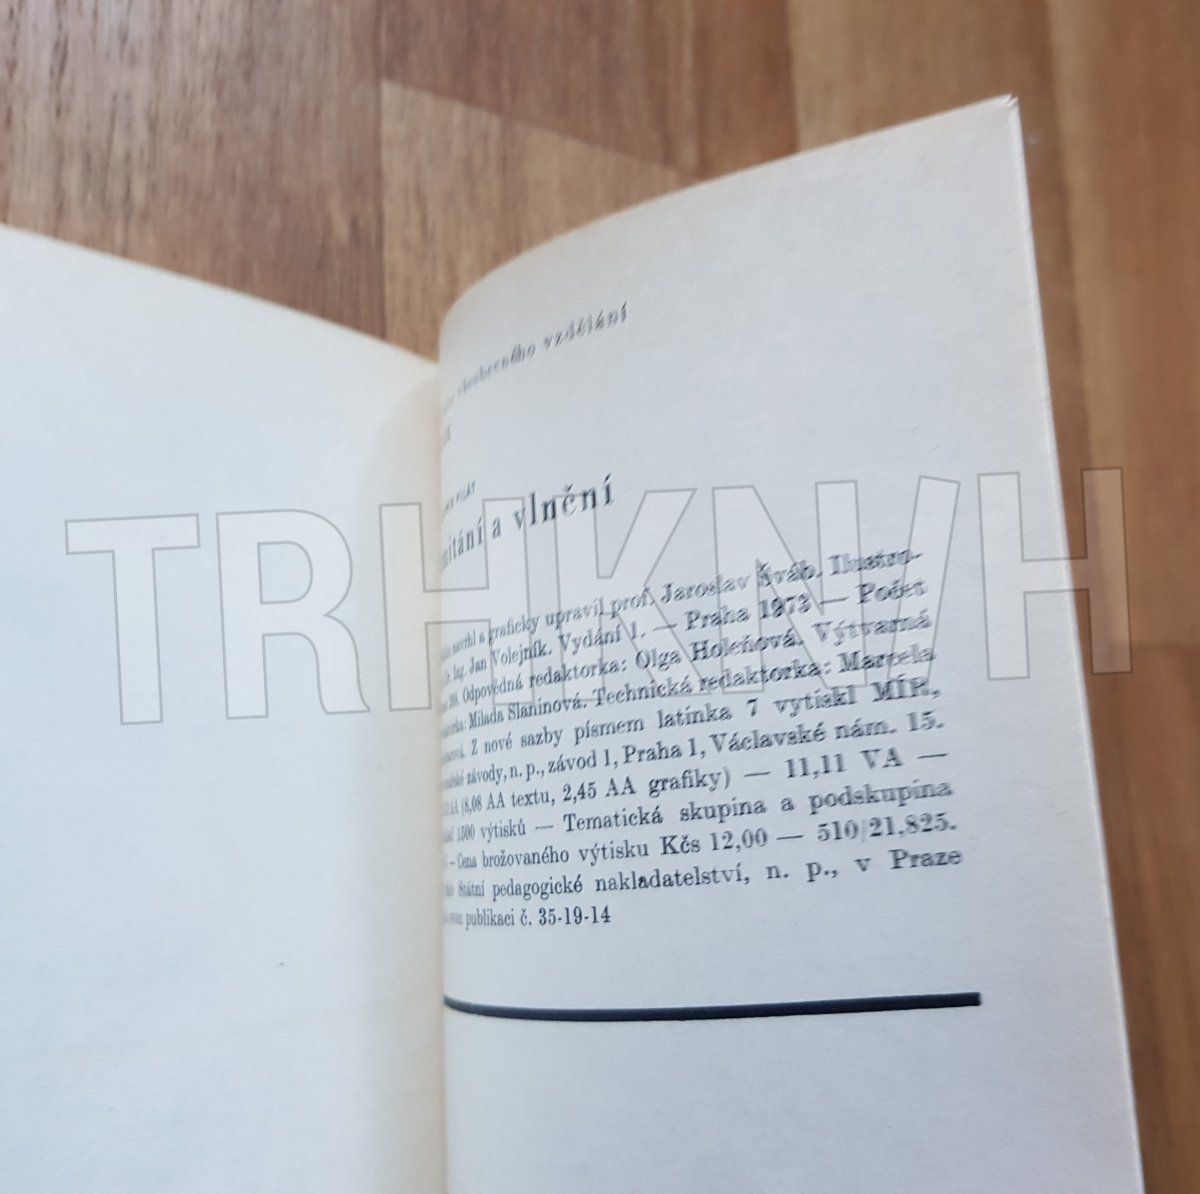 všeobecného vzdělání
a vlnční
navrhl a graficky upravil prof. Jaroslav Šváb. Ilustro-
Ing. Jan Volejník. Vydání 1. — Praha 1973 — Počet
Odpovědná redaktorka: Olga Holeňová. Výtvarná
Milada Slaninová. Technická redaktorka: Marcela
Z nové sazby písmem latinka 7 vytiskl MÍR,
závody, n. p., závod 1, Praha 1, Václavské nám. 15.
AA (8,08 AA textu, 2,45 AA grafiky) — 11,11 VA —
1500 výtisků — Tematická skupina a podskupina
– Cena brožovaného výtisku Kčs 12,00 — 510/21,825.
Státní pedagogické nakladatelství, n. p., v Praze
publikaci č. 35-19-14
TRHKNIH